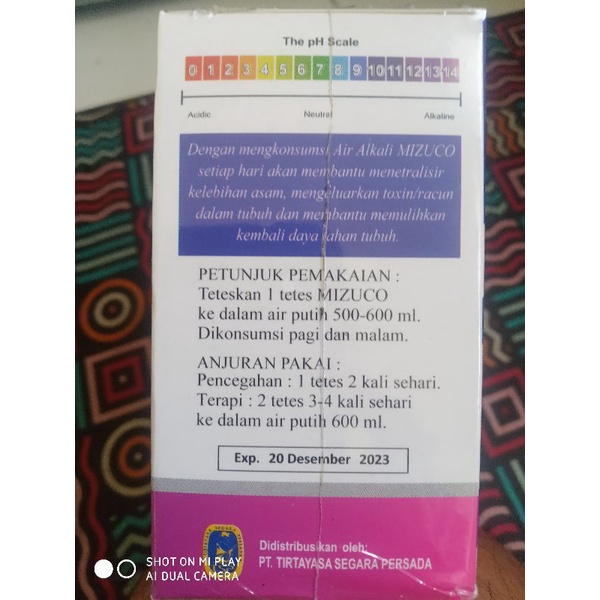 The pH Scale
0 1 2 3 4 5 6 7 8 9 10 11 12 13 14
Acidic Neutral Alkaline
Dengan mengkonsumsi Air Alkali MIZUCO
setiap hari akan membantu menetralisir
kelebihan asam, mengeluarkan toxin/racun
dalam tubuh dan membantu memulihkan
kembali daya tahan tubuh.
PETUNJUK PEMAKAIAN :
Teteskan 1 tetes MIZUCO
ke dalam air putih 500-600 ml.
Dikonsumsi pagi dan malam.
ANJURAN PAKAI :
Pencegahan : 1 tetes 2 kali sehari.
Terapi : 2 tetes 3-4 kali sehari
ke dalam air putih 600 ml.
Exp. 20 Desember 2023
Didistribusikan oleh:
PT. TIRTAYASA SEGARA PERSADA
SHOT ON MI PLAY
AI DUAL CAMERA